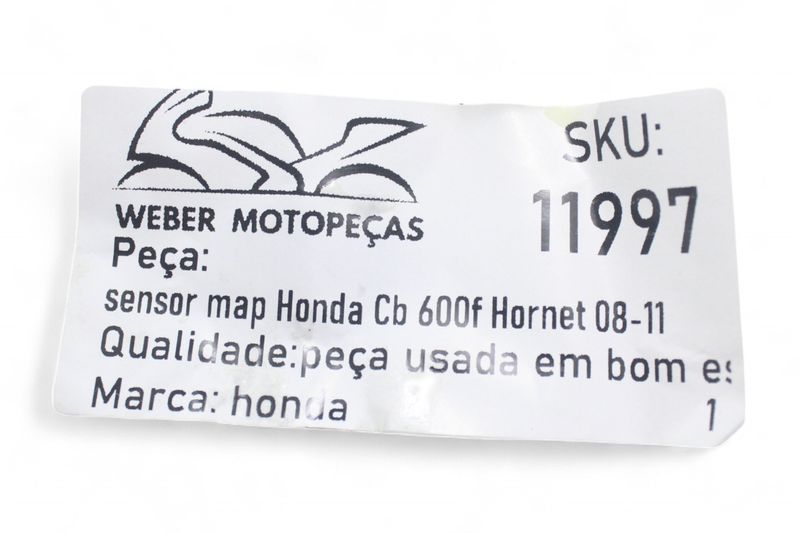 WEBER MOTOPEÇAS
SKU:
11997
Peça:
sensor map Honda Cb 600f Hornet 08-11
Qualidade:peça usada em bom es
Marca: honda
1